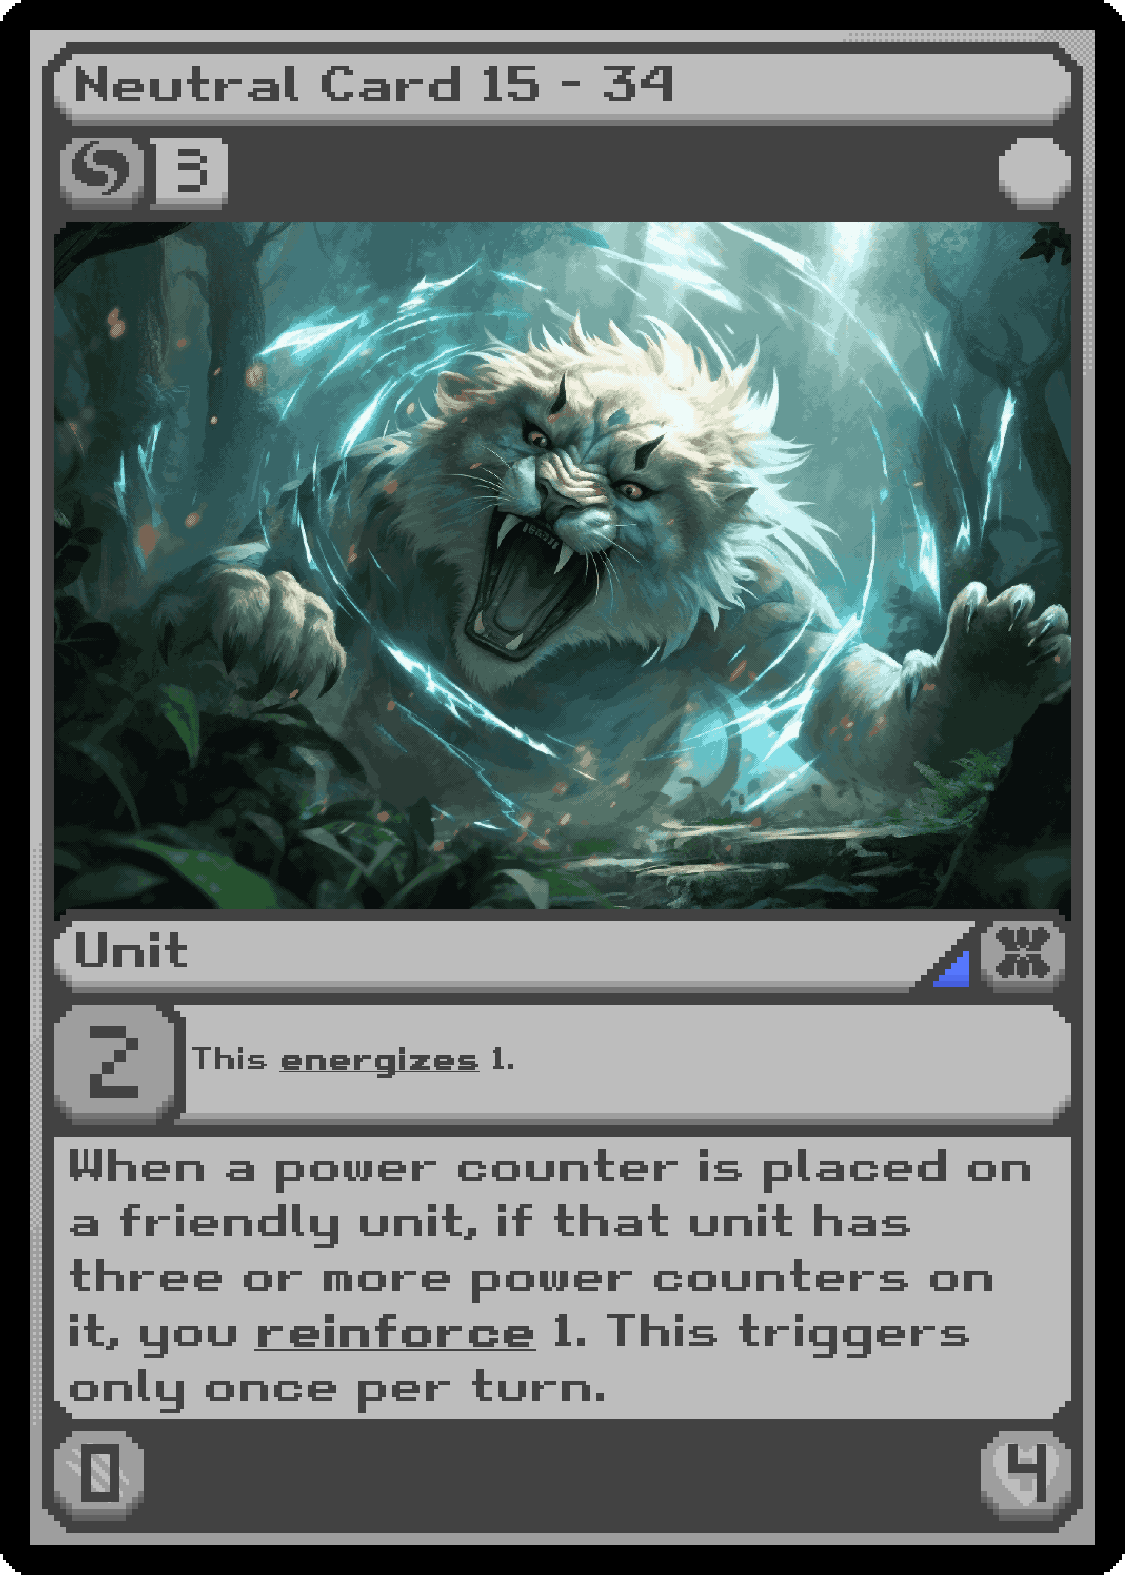 Neutral Card 15 - 34
3
Unit
2
This energizes 1.
When a power counter is placed on
a friendly unit, if that unit has
three or more power counters on
it, you reinforce 1. This triggers
only once per turn.
0
4